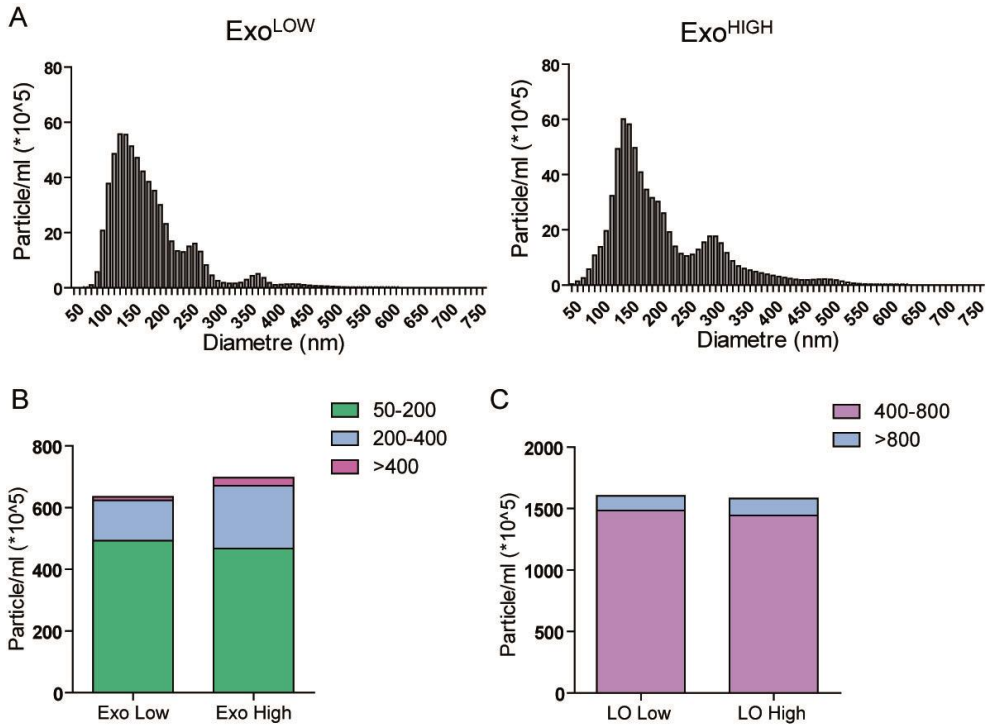 A
Exo^LOW
Exo^HIGH
Particle/ml (*10^5)
80
60
40
20
0
50 100 150 200 250 300 350 400 450 500 550 600 650 700 750
Diametre (nm)
Particle/ml (*10^5)
80
60
40
20
0
50 100 150 200 250 300 350 400 450 500 550 600 650 700 750
Diametre (nm)
B
50-200
200-400
>400
Particle/ml (*10^5)
800
600
400
200
0
Exo Low Exo High
C
400-800
>800
Particle/ml (*10^5)
2000
1500
1000
500
0
LO Low LO High